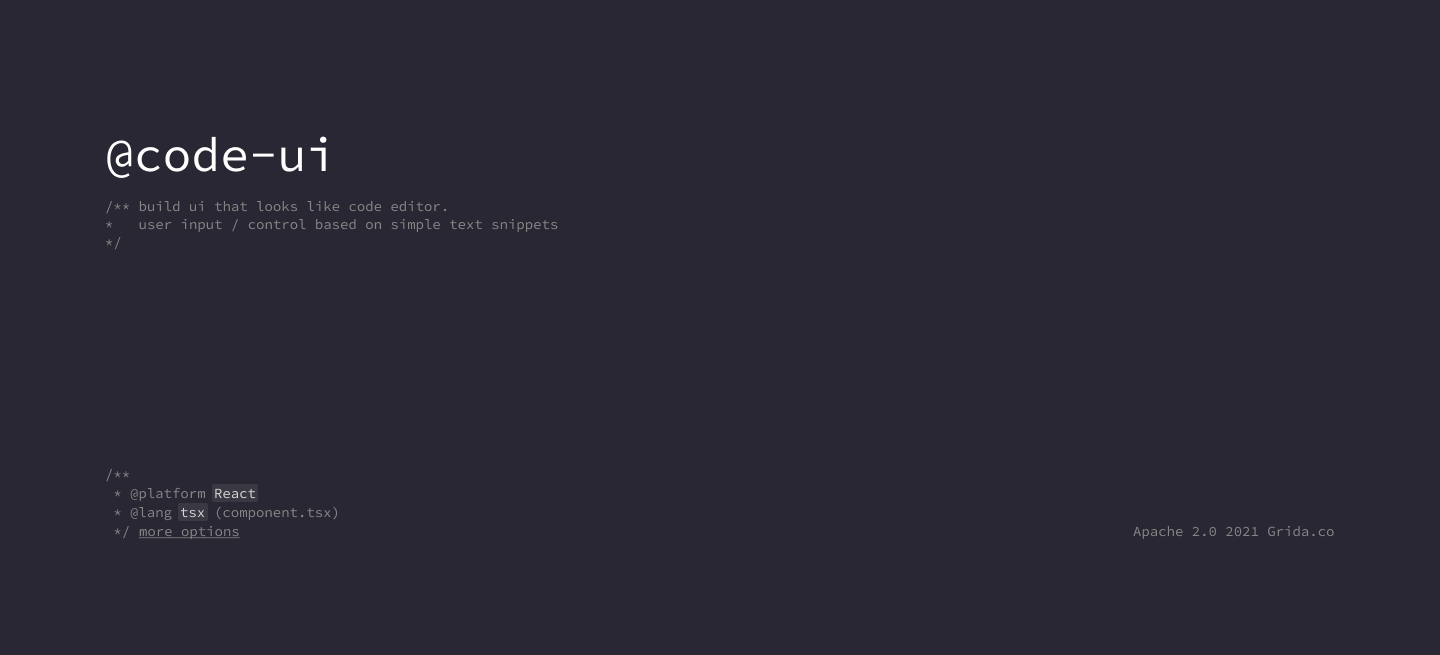 @code-ui
/** build ui that looks like code editor.
*   user input / control based on simple text snippets
*/
/**
 * @platform React
 * @lang tsx (component.tsx)
 */ more options
Apache 2.0 2021 Grida.co